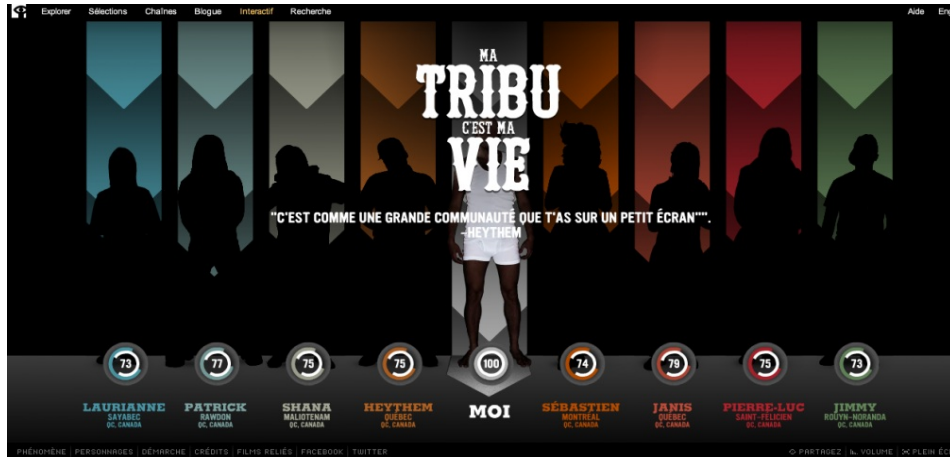 Explorer Sélections Chaînes Blogue Interactif Recherche Aide Eng
MA
TRIBU
C'EST MA
VIE
"C'EST COMME UNE GRANDE COMMUNAUTÉ QUE T'AS SUR UN PETIT ÉCRAN"".
-HEYTHEM
73 77 75 75 100 74 79 75 73
LAURIANNE PATRICK SHANA HEYTHEM MOI SÉBASTIEN JANIS PIERRE-LUC JIMMY
SAYABEC RAWDON MALIOTENAM QUÉBEC MONTRÉAL QUÉBEC SAINT-FÉLICIEN ROUYN-NORANDA
QC, CANADA QC, CANADA QC, CANADA QC, CANADA QC, CANADA QC, CANADA QC, CANADA QC, CANADA
PHÉNOMÈNE | PERSONNAGES | DÉMARCHE | CRÉDITS | FILMS RELIÉS | FACEBOOK | TWITTER PARTAGEZ | VOLUME | PLEIN ÉC